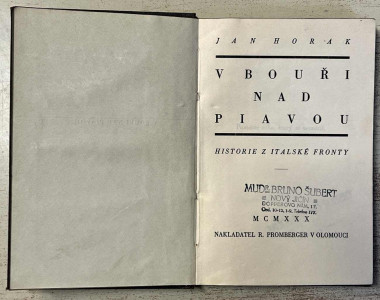 JAN HORAK
V BOUŘI
NAD
PIAVOU
HISTORIE Z ITALSKÉ FRONTY
MUDR BRUNO ŠUBERT
NOVÝ JIČÍN
MCMXXX
NAKLADATEL R. PROMBERGER V OLOMOUCI